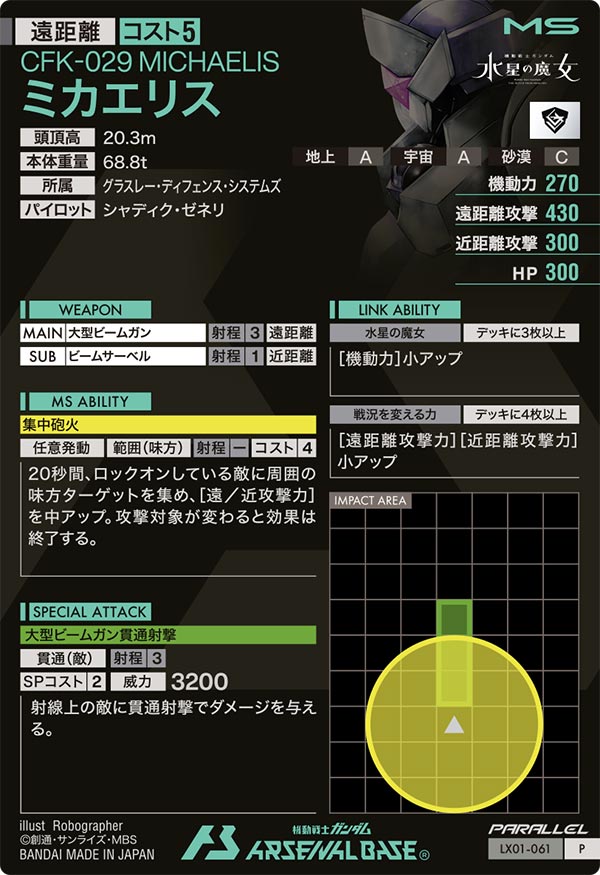 遠距離 コスト5
MS
CFK-029 MICHAELIS
機動戦士ガンダム
水星の魔女
ミカエリス
頭頂高 20.3m
本体重量 68.8t
所属 グラスレー・ディフェンス・システムズ
パイロット シャディク・ゼネリ
地上 A 宇宙 A 砂漠 C
機動力 270
遠距離攻撃 430
近距離攻撃 300
HP 300
WEAPON
MAIN 大型ビームガン 射程 3 遠距離
SUB ビームサーベル 射程 1 近距離
MS ABILITY
集中砲火
任意発動 範囲(味方) 射程 ー コスト 4
20秒間、ロックオンしている敵に周囲の
味方ターゲットを集め、[遠／近攻撃力]
を中アップ。攻撃対象が変わると効果は
終了する。
SPECIAL ATTACK
大型ビームガン貫通射撃
貫通(敵) 射程 3
SPコスト 2 威力 3200
射線上の敵に貫通射撃でダメージを与え
る。
LINK ABILITY
水星の魔女 デッキに3枚以上
[機動力]小アップ
戦況を変える力 デッキに4枚以上
[遠距離攻撃力][近距離攻撃力]
小アップ
IMPACT AREA
illust Robographer
©創通・サンライズ・MBS
BANDAI MADE IN JAPAN
機動戦士ガンダム
ARSENAL BASE®
PARALLEL
LX01-061 P